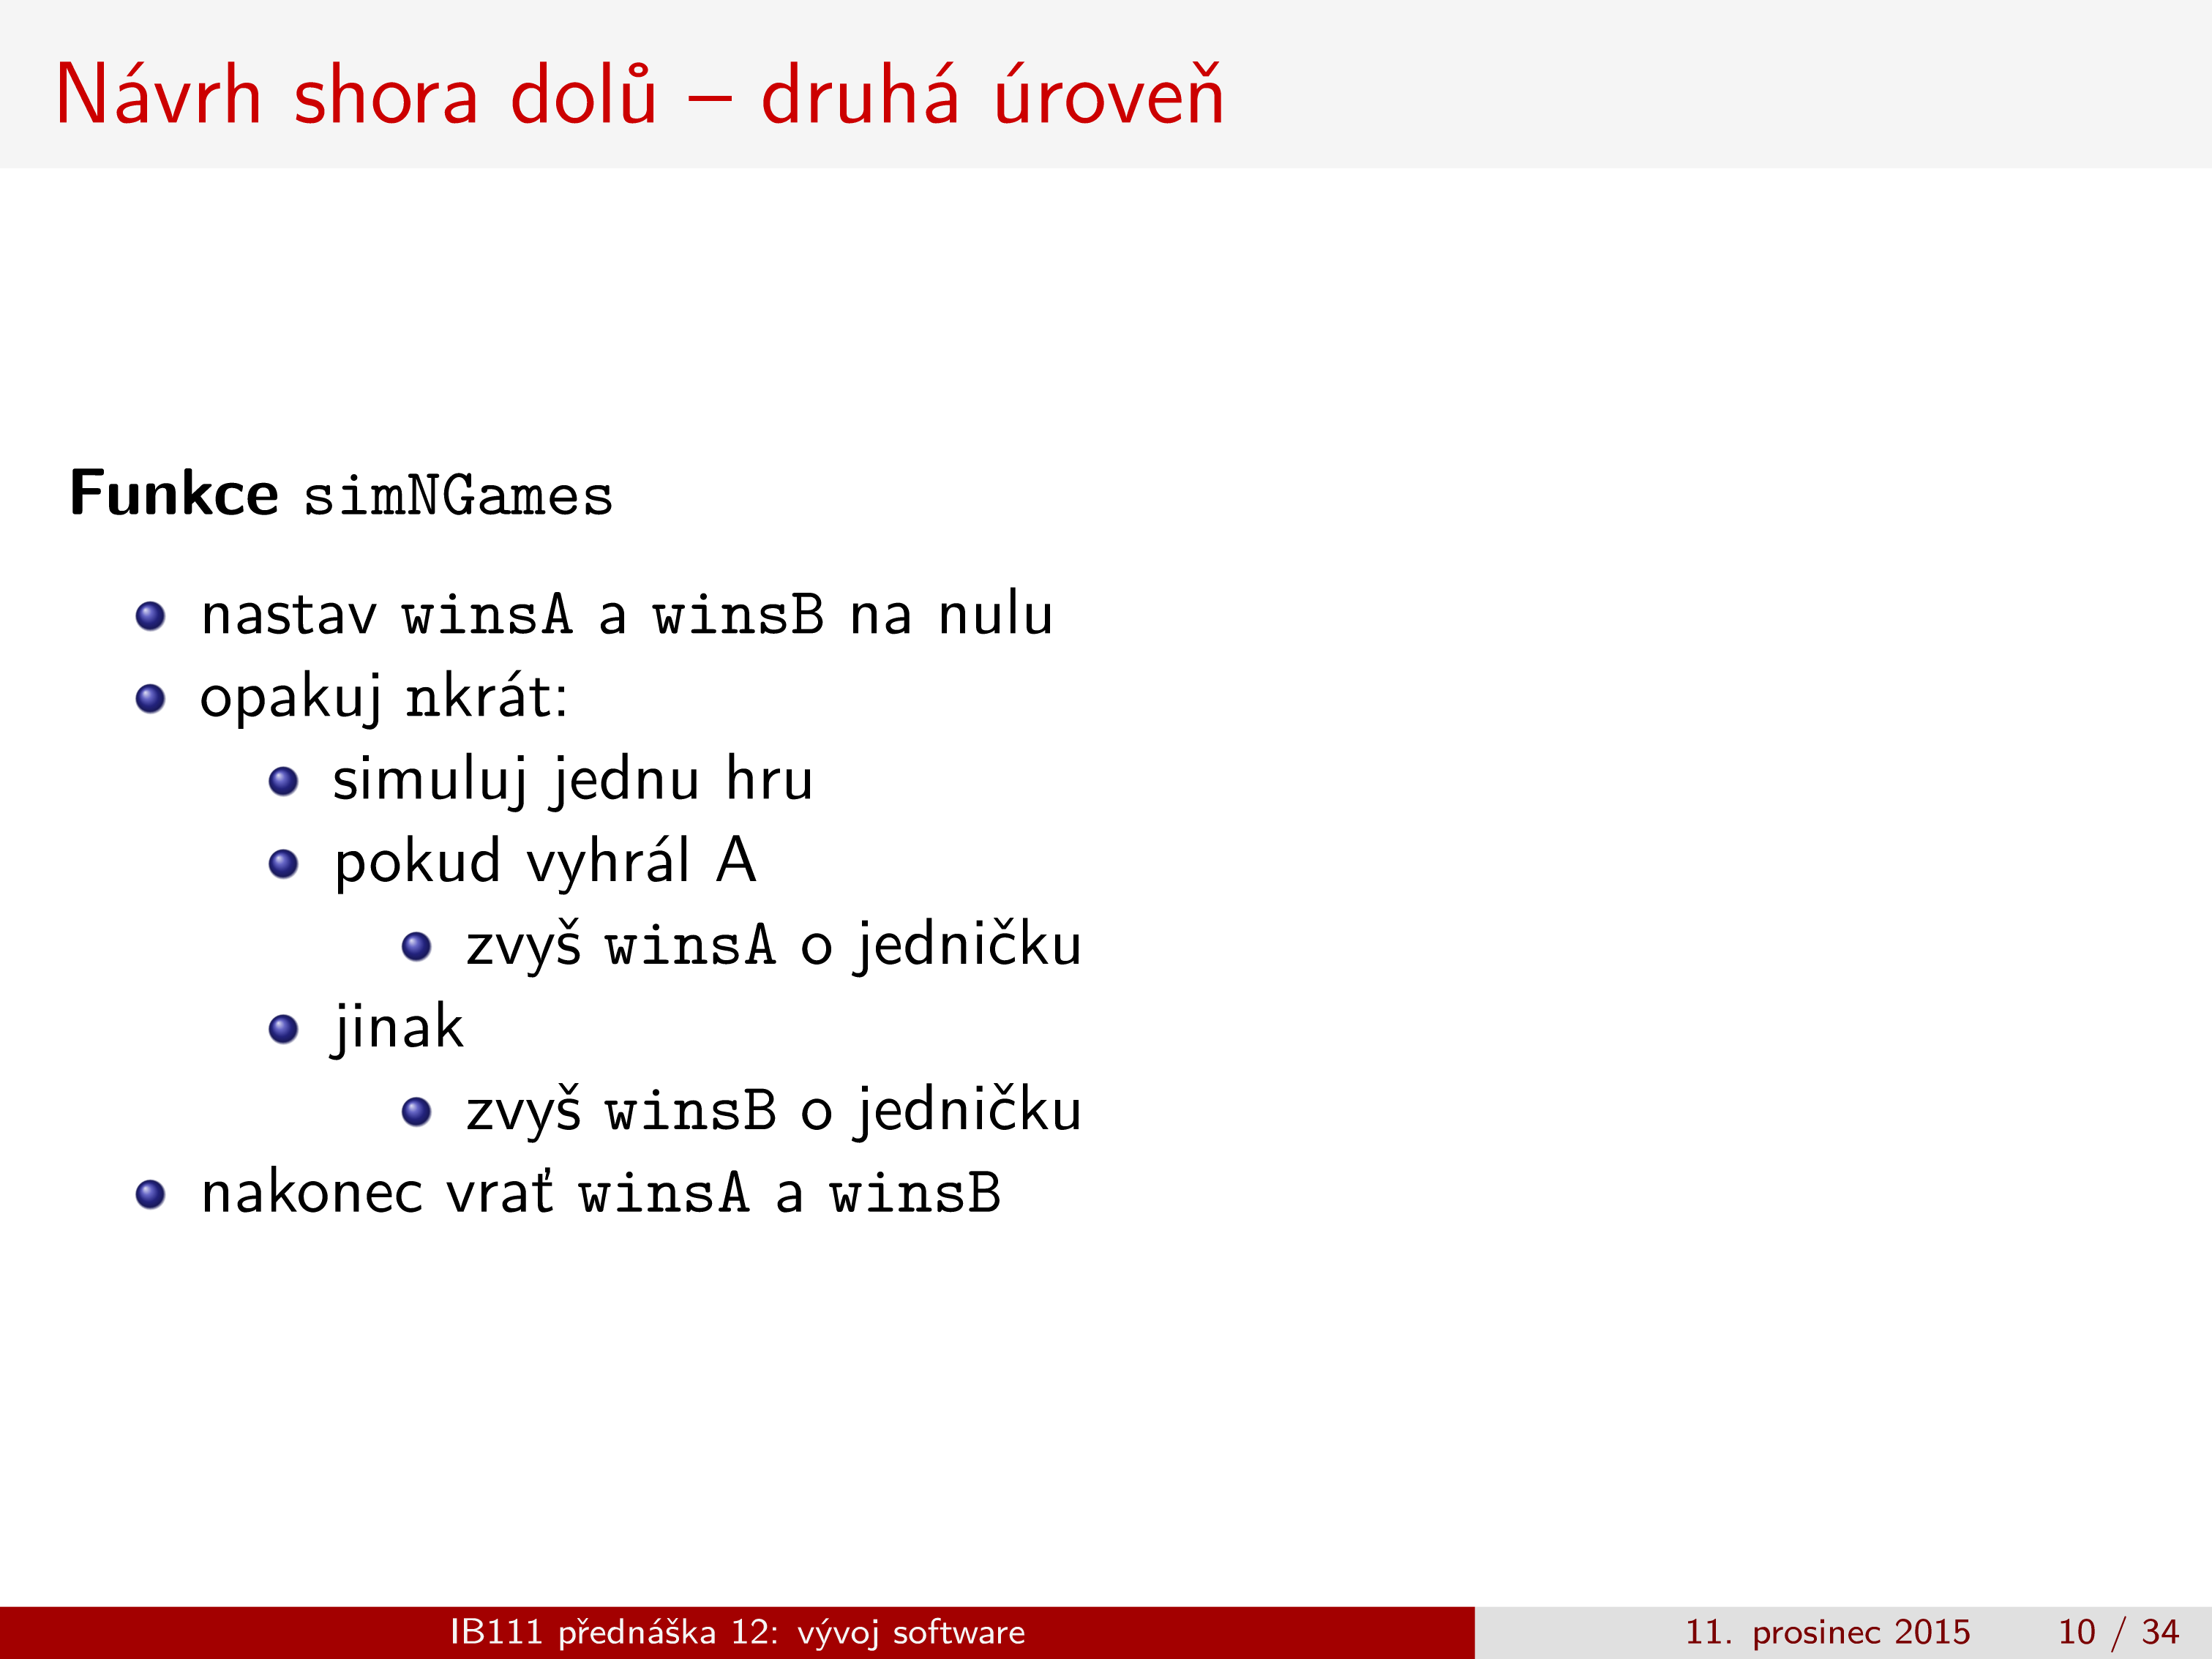 Návrh shora dolů – druhá úroveň
Funkce simNGames
nastav winsA a winsB na nulu
opakuj nkrát:
simuluj jednu hru
pokud vyhrál A
zvyš winsA o jedničku
jinak
zvyš winsB o jedničku
nakonec vrať winsA a winsB
IB111 přednáška 12: vývoj software 11. prosinec 2015 10 / 34